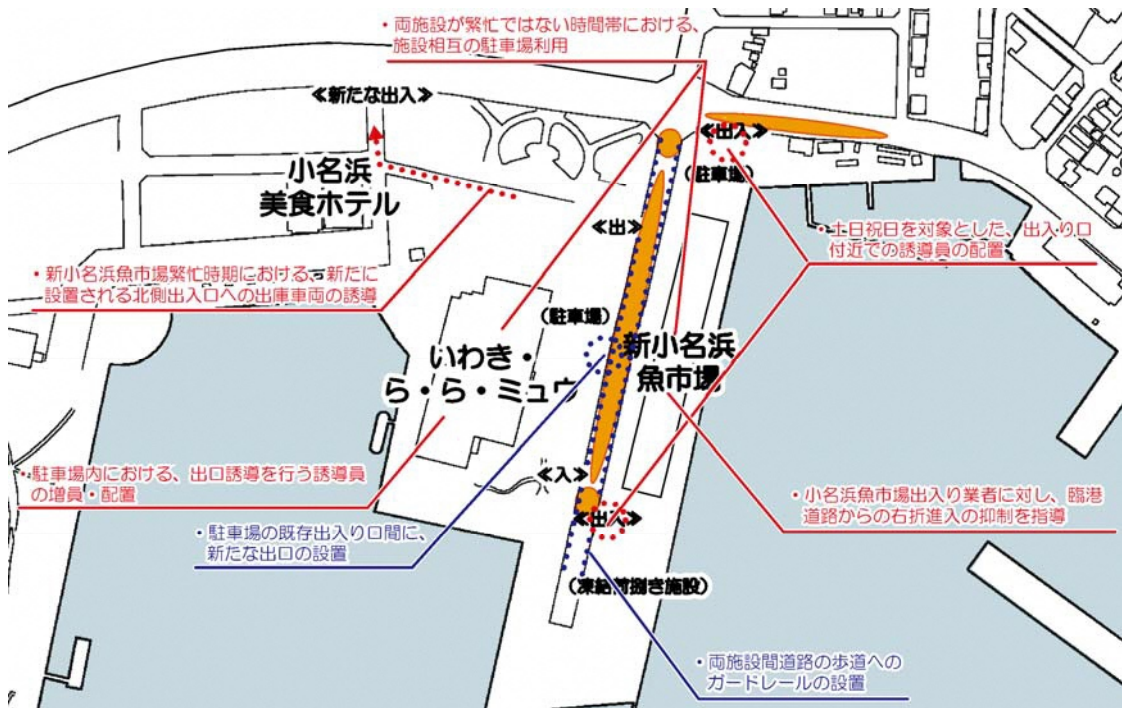 ・両施設が繁忙ではない時間帯における、
施設相互の駐車場利用
≪新たな出入≫
≪出入≫
(駐車場)
小名浜
美食ホテル
≪出≫
・土日祝日を対象とした、出入り口
付近での誘導員の配置
・新小名浜魚市場繁忙時期における、新たに
設置される北側出入口への出庫車両の誘導
(駐車場)
新小名浜
魚市場
いわき・
ら・ら・ミュウ
≪入≫
・駐車場内における、出口誘導を行う誘導員
の増員・配置
・小名浜魚市場出入り業者に対し、臨港
道路からの右折進入の抑制を指導
≪出入≫
・駐車場の既存出入り口間に、
新たな出口の設置
(凍結荷捌き施設)
・両施設間道路の歩道への
ガードレールの設置